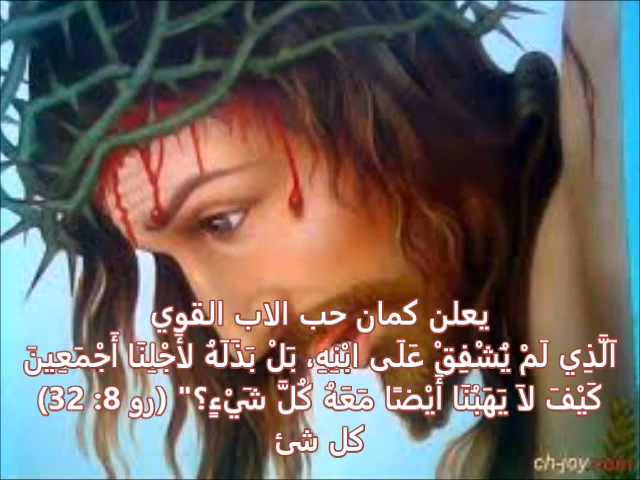 يعلن كمان حب الاب القوي
اَلَّذِي لَمْ يُشْفِقْ عَلَى ابْنِهِ، بَلْ بَذَلَهُ لأَجْلِنَا أَجْمَعِينَ
كَيْفَ لاَ يَهَبُنَا أَيْضًا مَعَهُ كُلَّ شَيْءٍ؟" (رو 8: 32)
كل شئ
ch-joy.com